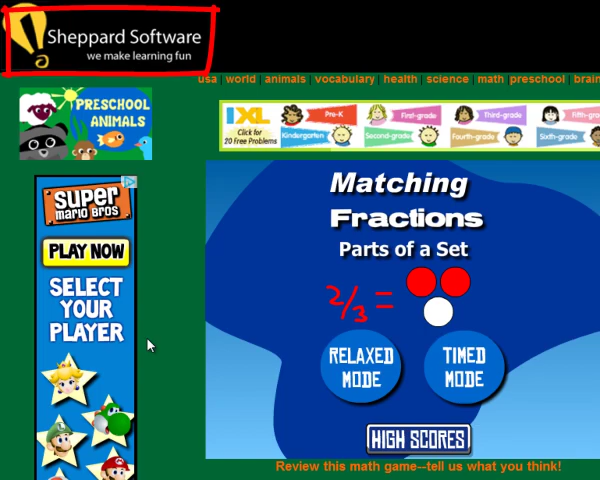 Sheppard Software
we make learning fun
usa world animals vocabulary health science math preschool brain
PRESCHOOL
ANIMALS
IXL
Click for
20 Free Problems
Pre-K First-grade Third-grade Fifth-gra
Kindergarten Second-grade Fourth-grade Sixth-grade
SUPER
MARIO BROS
PLAY NOW
SELECT
YOUR
PLAYER
Matching
Fractions
Parts of a Set
2/3 =
RELAXED
MODE
TIMED
MODE
HIGH SCORES
Review this math game--tell us what you think!